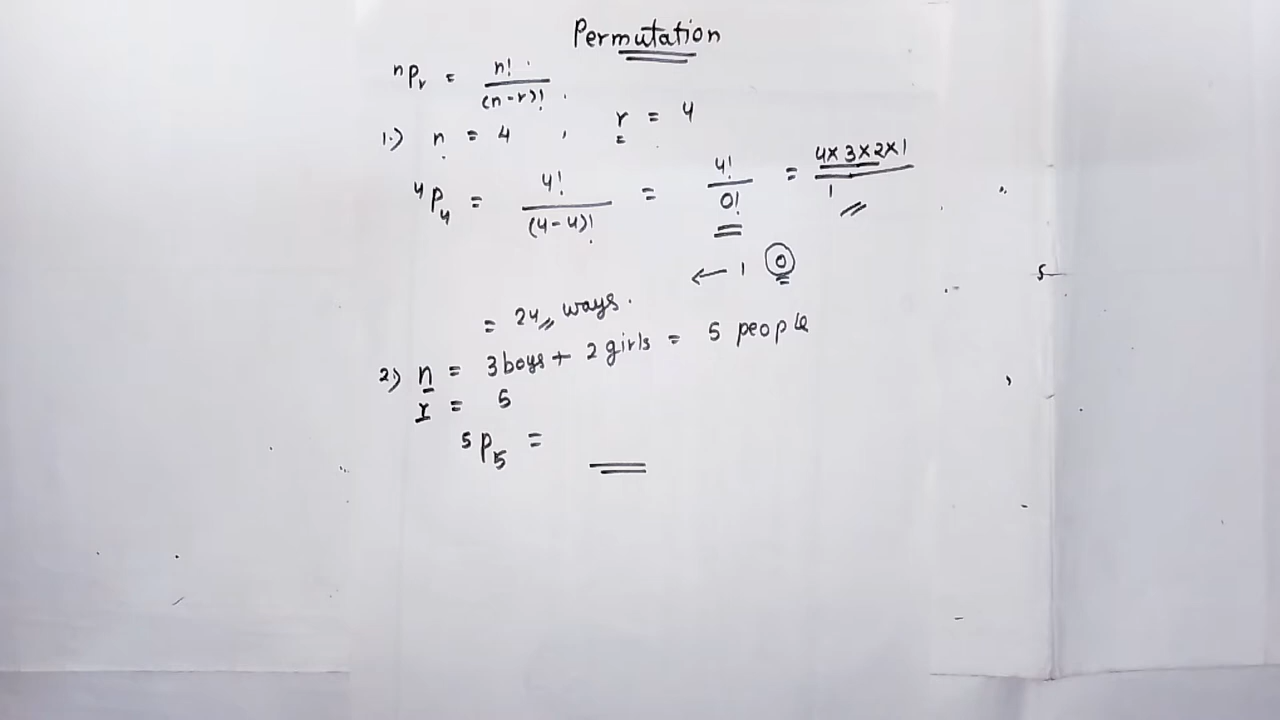 Permutation
nPr = n! / (n-r)!
1.) n = 4 , r = 4
4P4 = 4! / (4-4)! = 4! / 0! = 4×3×2×1 / 1
← 1 0
= 24 ways.
2) n = 3 boys + 2 girls = 5 people
r = 5
5P5 =